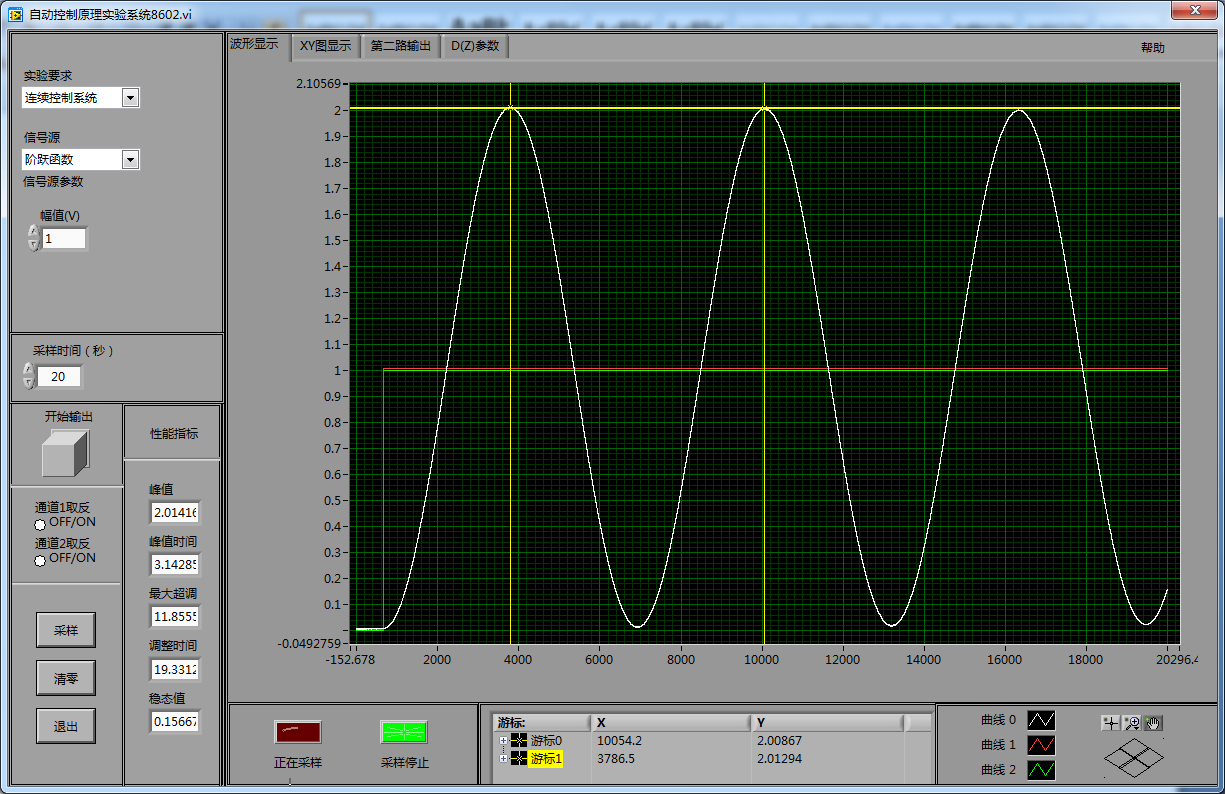 自动控制原理实验系统8602.vi
实验要求
连续控制系统
信号源
阶跃函数
信号源参数
幅值(V)
1
采样时间（秒）
20
开始输出
通道1取反
OFF/ON
通道2取反
OFF/ON
采样
清零
退出
性能指标
峰值
2.01416
峰值时间
3.14285
最大超调
11.8555
调整时间
19.3312
稳态值
0.15667
波形显示
XY图显示
第二路输出
D(Z)参数
帮助
2.10569
2
1.9
1.8
1.7
1.6
1.5
1.4
1.3
1.2
1.1
1
0.9
0.8
0.7
0.6
0.5
0.4
0.3
0.2
0.1
-0.0492759
-152.678 2000 4000 6000 8000 10000 12000 14000 16000 18000 20296.4
正在采样
采样停止
游标: X Y
游标0 10054.2 2.00867
游标1 3786.5 2.01294
曲线 0
曲线 1
曲线 2